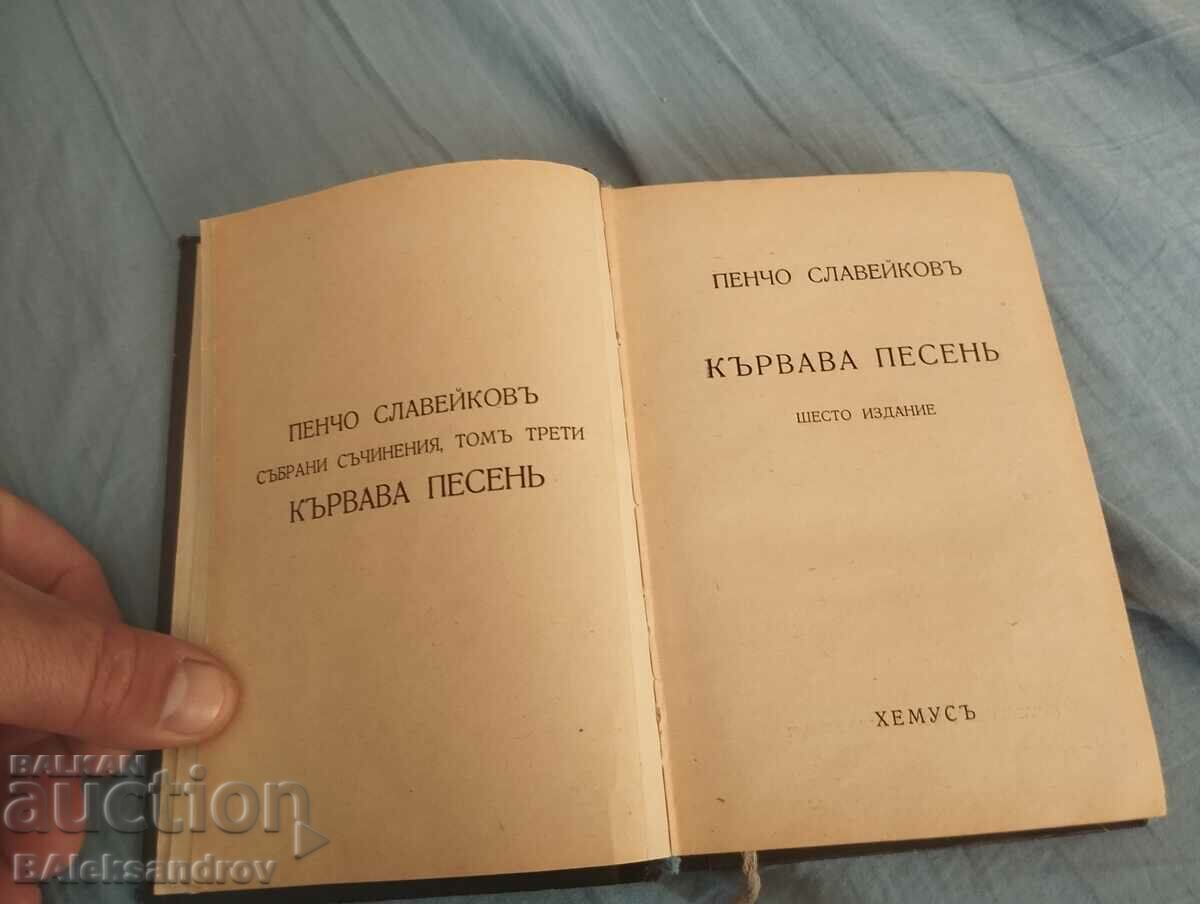 ПЕНЧО СЛАВЕЙКОВЪ
СЪБРАНИ СЪЧИНЕНИЯ, ТОМЪ ТРЕТИ
КЪРВАВА ПЕСЕНЬ
ПЕНЧО СЛАВЕЙКОВЪ
КЪРВАВА ПЕСЕНЬ
ШЕСТО ИЗДАНИЕ
ХЕМУСЪ
BALKAN
auction
BAleksandrov